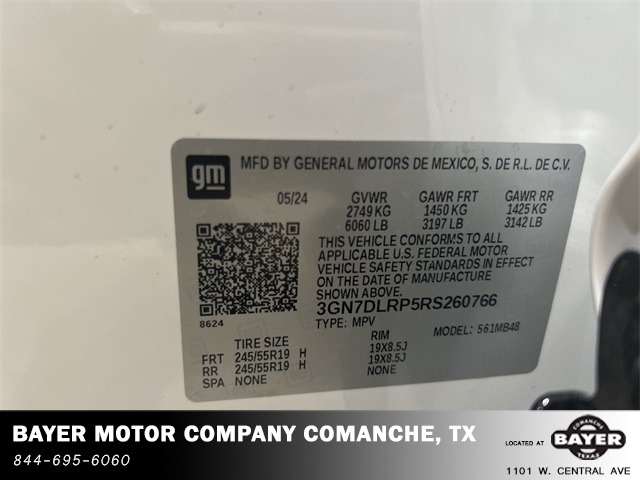 gm
MFD BY GENERAL MOTORS DE MEXICO, S. DE R.L. DE C.V.
05/24 GVWR GAWR FRT GAWR RR
2749 KG 1450 KG 1425 KG
6060 LB 3197 LB 3142 LB
THIS VEHICLE CONFORMS TO ALL
APPLICABLE U.S. FEDERAL MOTOR
VEHICLE SAFETY STANDARDS IN EFFECT
ON THE DATE OF MANUFACTURE
SHOWN ABOVE.
3GN7DLRP5RS260766
8624 TYPE: MPV MODEL: 561MB48
TIRE SIZE RIM
FRT 245/55R19 H 19X8.5J
RR 245/55R19 H 19X8.5J
SPA NONE NONE
BAYER MOTOR COMPANY COMANCHE, TX
844-695-6060
LOCATED AT
COMANCHE
BAYER
TEXAS
1101 W. CENTRAL AVE